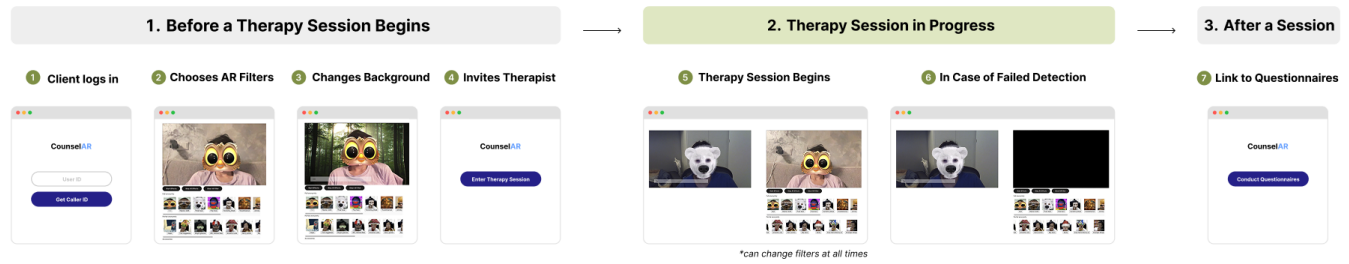 1. Before a Therapy Session Begins
2. Therapy Session in Progress
3. After a Session
1 Client logs in
2 Chooses AR Filters
3 Changes Background
4 Invites Therapist
5 Therapy Session Begins
6 In Case of Failed Detection
7 Link to Questionnaires
CounselAR
User ID
Get Caller ID
CounselAR
Enter Therapy Session
CounselAR
Conduct Questionnaires
*can change filters at all times